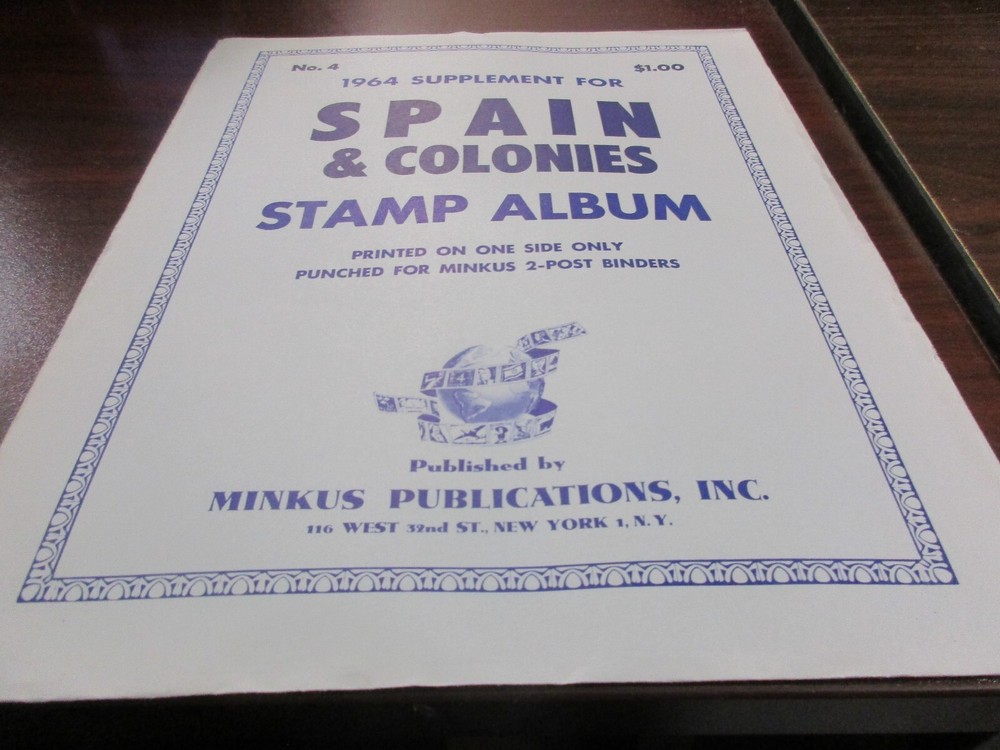 No. 4
$1.00
1964 SUPPLEMENT FOR
SPAIN
& COLONIES
STAMP ALBUM
PRINTED ON ONE SIDE ONLY
PUNCHED FOR MINKUS 2-POST BINDERS
Published by
MINKUS PUBLICATIONS, INC.
116 WEST 32nd ST., NEW YORK 1, N.Y.